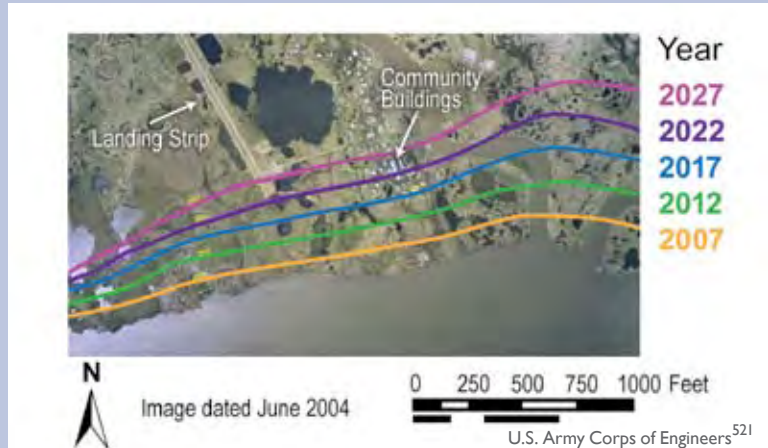 Year
2027
2022
2017
2012
2007
Community
Buildings
Landing Strip
N
Image dated June 2004
0 250 500 750 1000 Feet
U.S. Army Corps of Engineers521